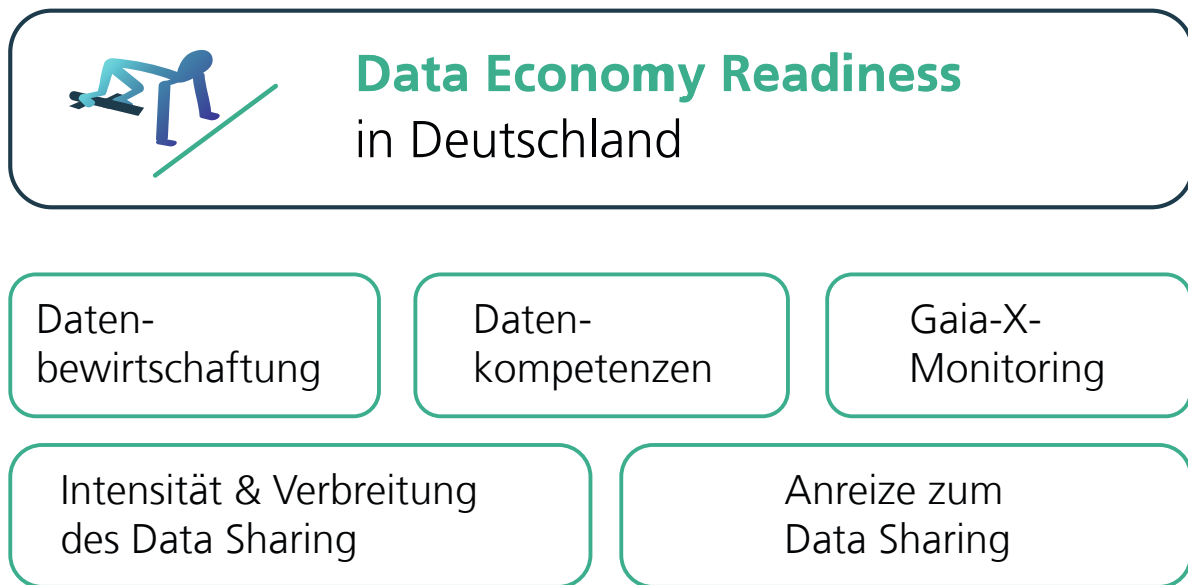 Data Economy Readiness
in Deutschland
Daten-
bewirtschaftung
Daten-
kompetenzen
Gaia-X-
Monitoring
Intensität & Verbreitung
des Data Sharing
Anreize zum
Data Sharing